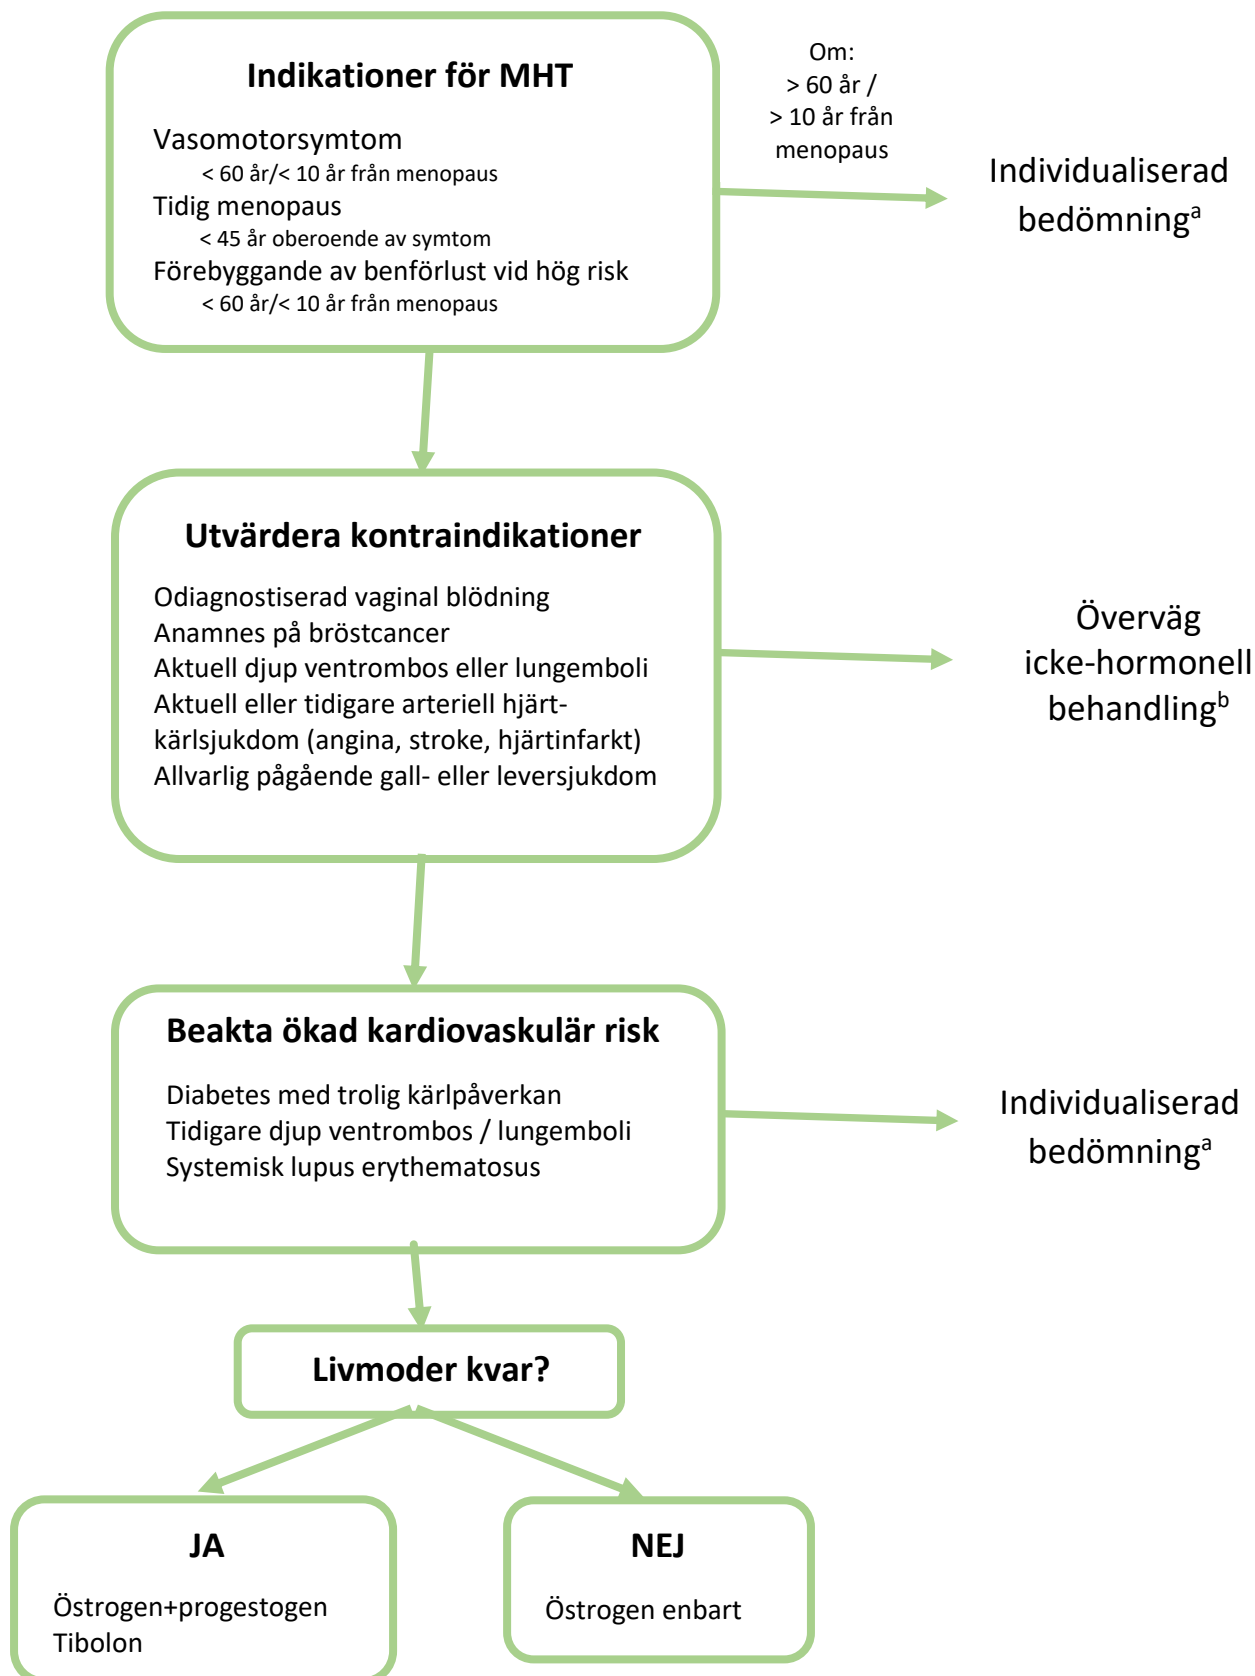 Indikationer för MHT
Vasomotorsymtom
< 60 år/< 10 år från menopaus
Tidig menopaus
< 45 år oberoende av symtom
Förebyggande av benförlust vid hög risk
< 60 år/< 10 år från menopaus
Om:
> 60 år /
> 10 år från
menopaus
Individualiserad
bedömningᵃ
Utvärdera kontraindikationer
Odiagnostiserad vaginal blödning
Anamnes på bröstcancer
Aktuell djup ventrombos eller lungemboli
Aktuell eller tidigare arteriell hjärt-
kärlsjukdom (angina, stroke, hjärtinfarkt)
Allvarlig pågående gall- eller leversjukdom
Överväg
icke-hormonell
behandlingᵇ
Beakta ökad kardiovaskulär risk
Diabetes med trolig kärlpåverkan
Tidigare djup ventrombos / lungemboli
Systemisk lupus erythematosus
Individualiserad
bedömningᵃ
Livmoder kvar?
JA
Östrogen+progestogen
Tibolon
NEJ
Östrogen enbart